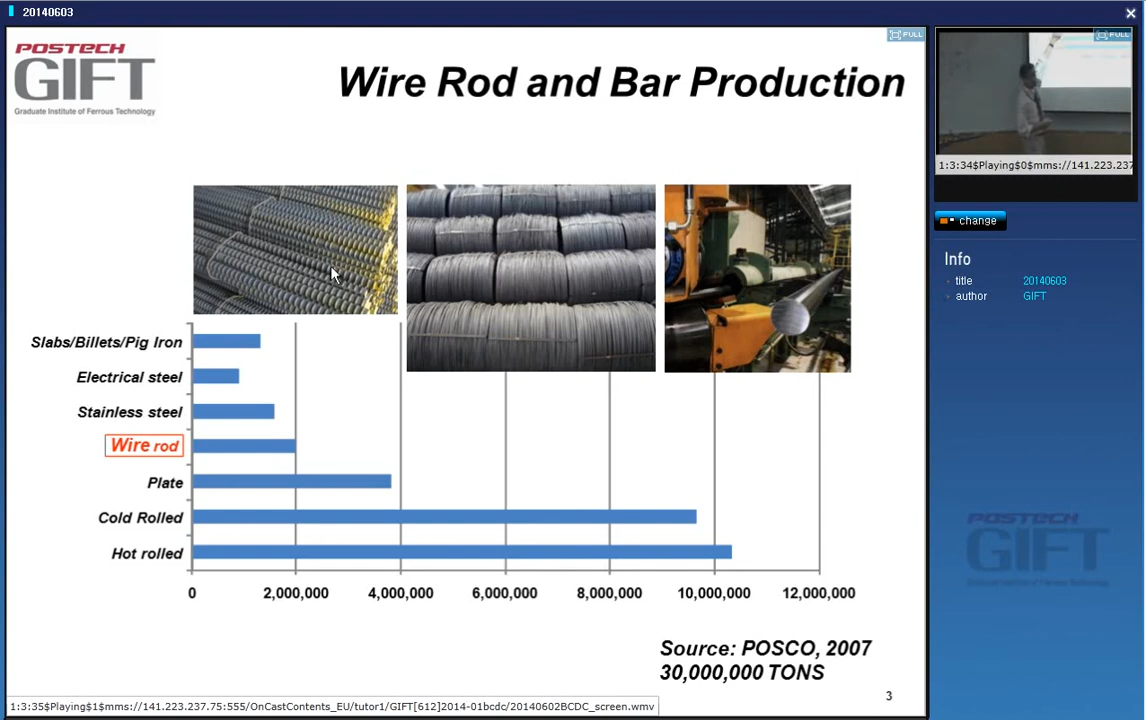 20140603
POSTECH
GIFT
Graduate Institute of Ferrous Technology
FULL
Wire Rod and Bar Production
Slabs/Billets/Pig Iron
Electrical steel
Stainless steel
Wire rod
Plate
Cold Rolled
Hot rolled
0 2,000,000 4,000,000 6,000,000 8,000,000 10,000,000 12,000,000
Source: POSCO, 2007
30,000,000 TONS
3
1:3:35$Playing$1$mms://141.223.237.75:555/OnCastContents_EU/tutor1/GIFT[612]2014-01bcdc/20140602BCDC_screen.wmv
FULL
1:3:34$Playing$0$mms://141.223.237
change
Info
title 20140603
author GIFT
POSTECH
GIFT